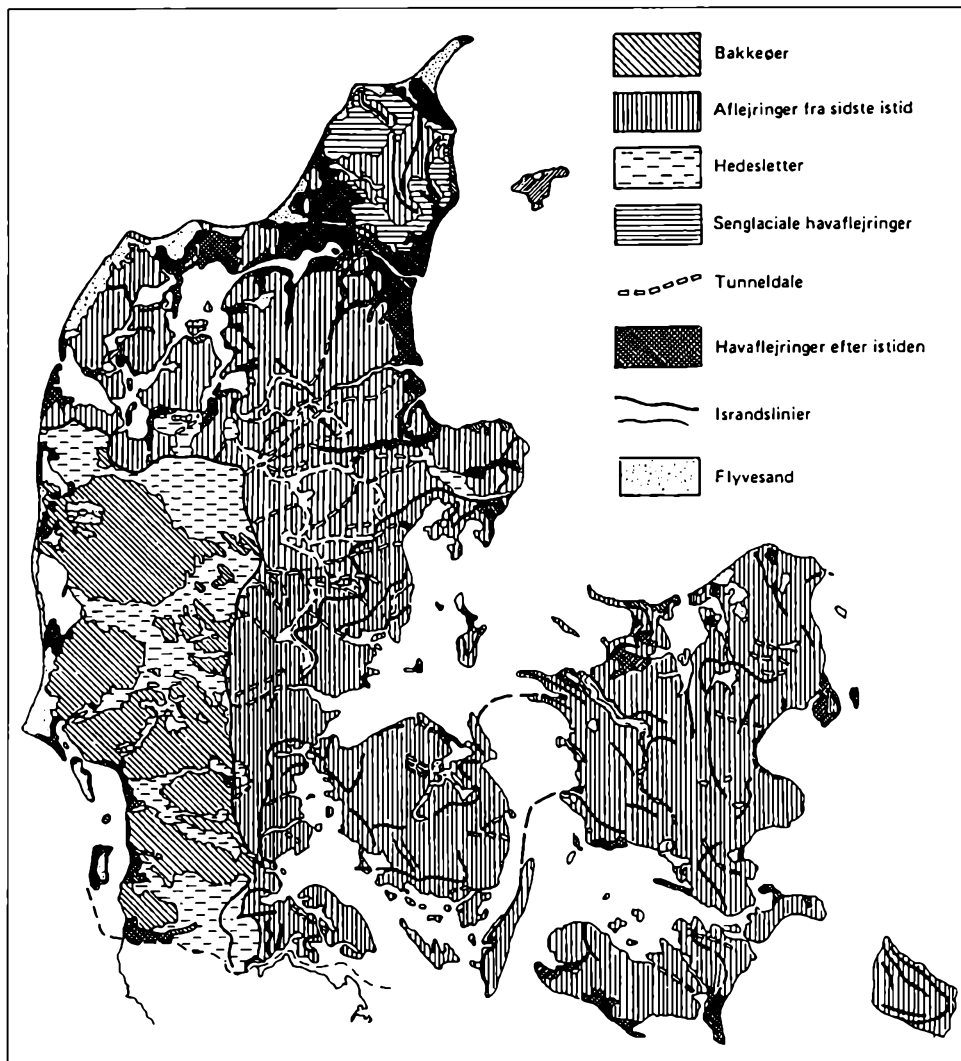 Bakkeøer
Aflejringer fra sidste istid
Hedesletter
Senglaciale havaflejringer
Tunneldale
Havaflejringer efter istiden
Israndslinier
Flyvesand